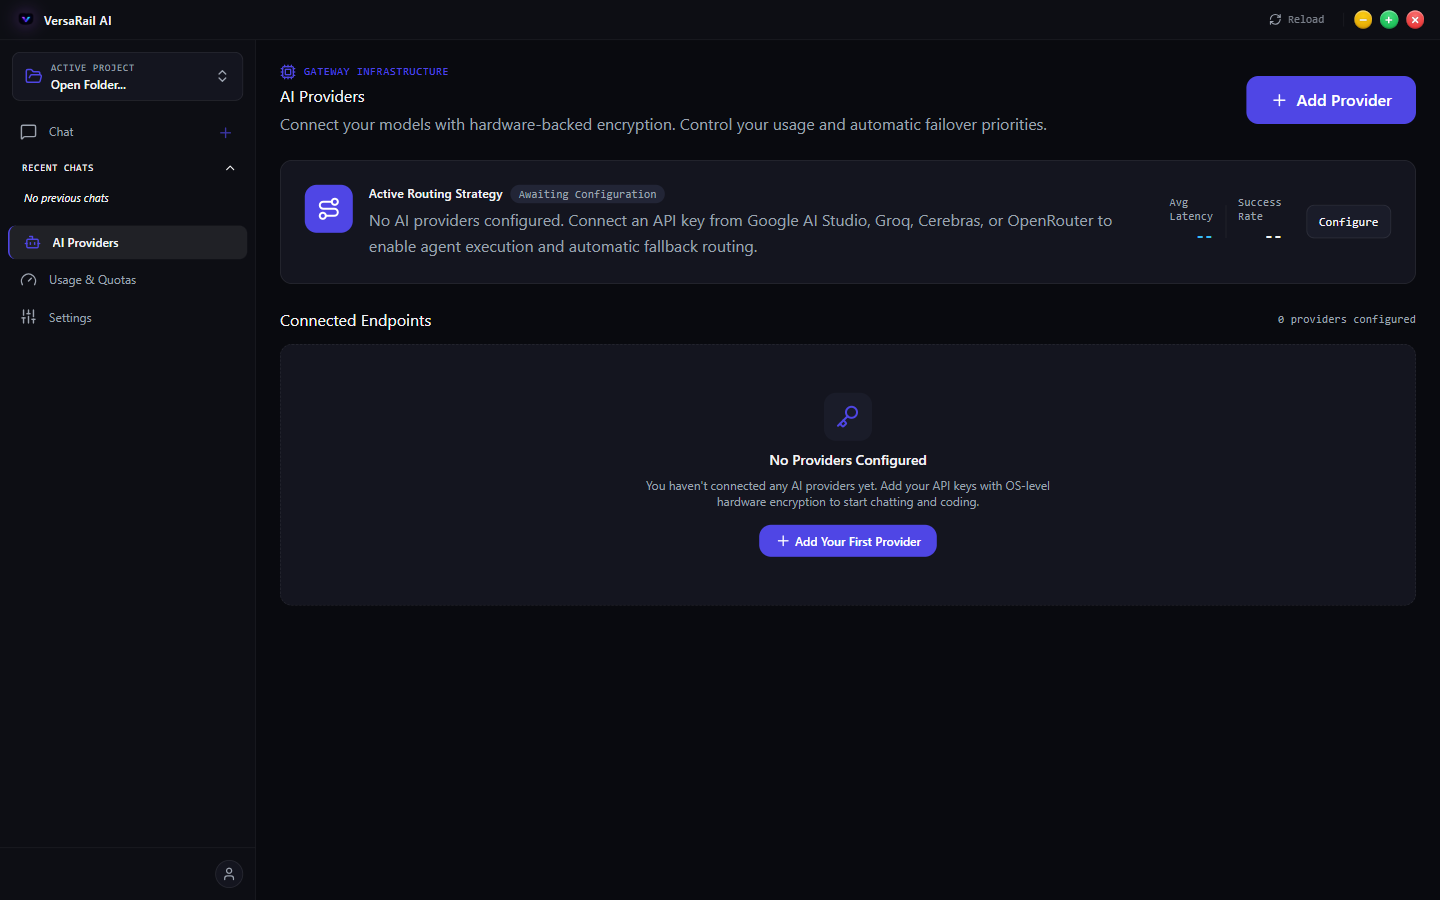 VersaRail AI
Reload
ACTIVE PROJECT
Open Folder...
Chat
RECENT CHATS
No previous chats
AI Providers
Usage & Quotas
Settings
GATEWAY INFRASTRUCTURE
AI Providers
Connect your models with hardware-backed encryption. Control your usage and automatic failover priorities.
Add Provider
Active Routing Strategy
Awaiting Configuration
No AI providers configured. Connect an API key from Google AI Studio, Groq, Cerebras, or OpenRouter to
enable agent execution and automatic fallback routing.
Avg
Latency
--
Success
Rate
--
Configure
Connected Endpoints
0 providers configured
No Providers Configured
You haven't connected any AI providers yet. Add your API keys with OS-level
hardware encryption to start chatting and coding.
Add Your First Provider